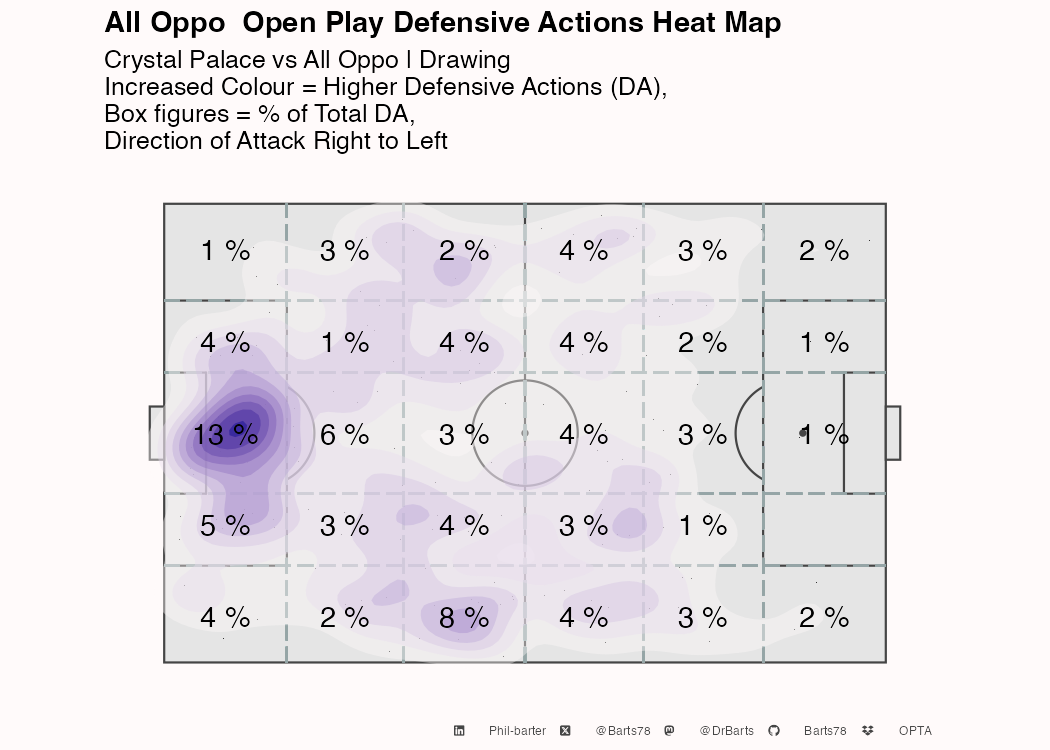 All Oppo  Open Play Defensive Actions Heat Map
Crystal Palace vs All Oppo | Drawing
Increased Colour = Higher Defensive Actions (DA),
Box figures = % of Total DA,
Direction of Attack Right to Left
1 % 3 % 2 % 4 % 3 % 2 %
4 % 1 % 4 % 4 % 2 % 1 %
13 % 6 % 3 % 4 % 3 % 1 %
5 % 3 % 4 % 3 % 1 %
4 % 2 % 8 % 4 % 3 % 2 %
Phil-barter @Barts78 @DrBarts Barts78 OPTA